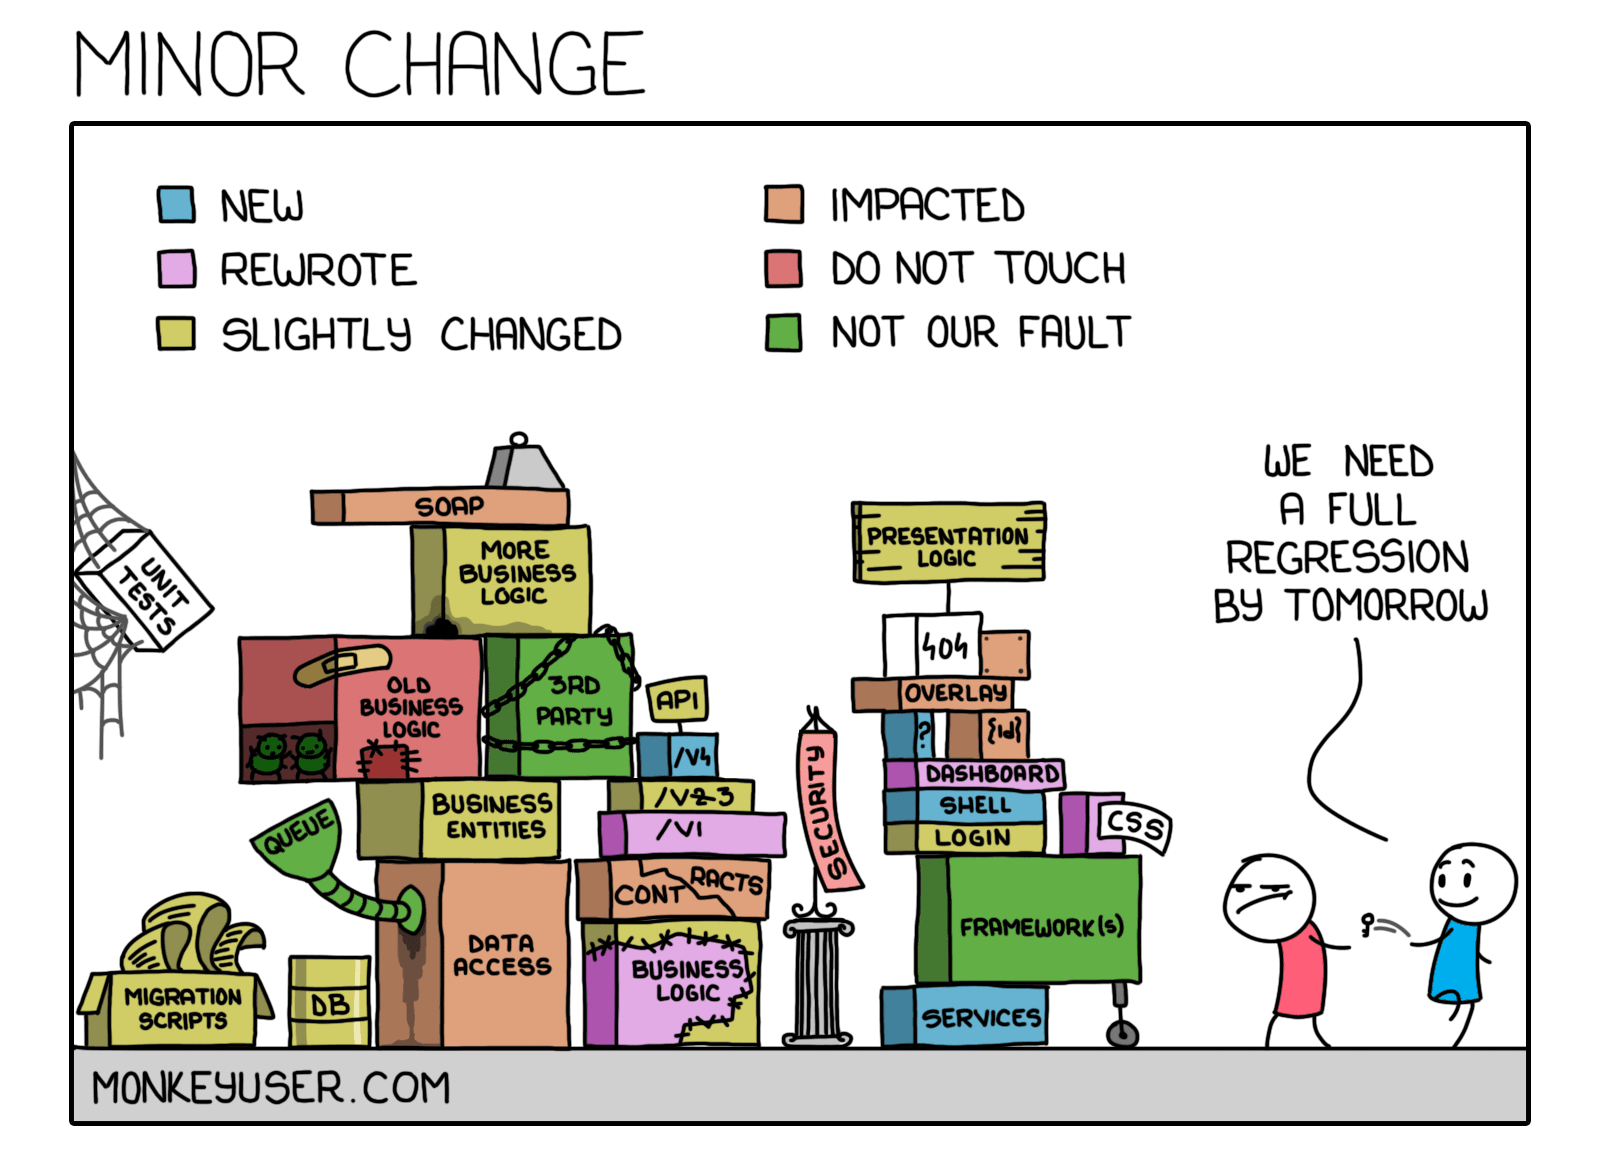 MINOR CHANGE
NEW
REWROTE
SLIGHTLY CHANGED
IMPACTED
DO NOT TOUCH
NOT OUR FAULT
WE NEED
A FULL
REGRESSION
BY TOMORROW
UNIT
TESTS
SOAP
MORE
BUSINESS
LOGIC
OLD
BUSINESS
LOGIC
3RD
PARTY
API
/V4
/V2-3
/V1
BUSINESS
ENTITIES
QUEUE
CONTRACTS
DATA
ACCESS
BUSINESS
LOGIC
MIGRATION
SCRIPTS
DB
SECURITY
PRESENTATION
LOGIC
404
OVERLAY
?
{id}
DASHBOARD
SHELL
LOGIN
CSS
FRAMEWORK(S)
SERVICES
MONKEYUSER.COM